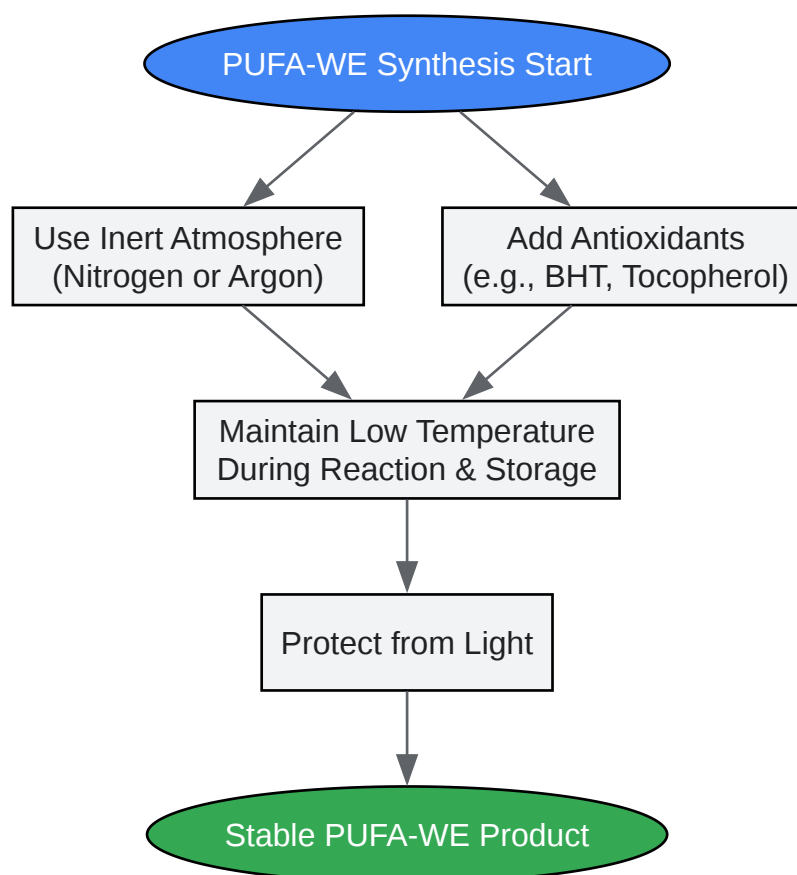 PUFA-WE Synthesis Start
Use Inert Atmosphere
(Nitrogen or Argon)
Add Antioxidants
(e.g., BHT, Tocopherol)
Maintain Low Temperature
During Reaction & Storage
Protect from Light
Stable PUFA-WE Product